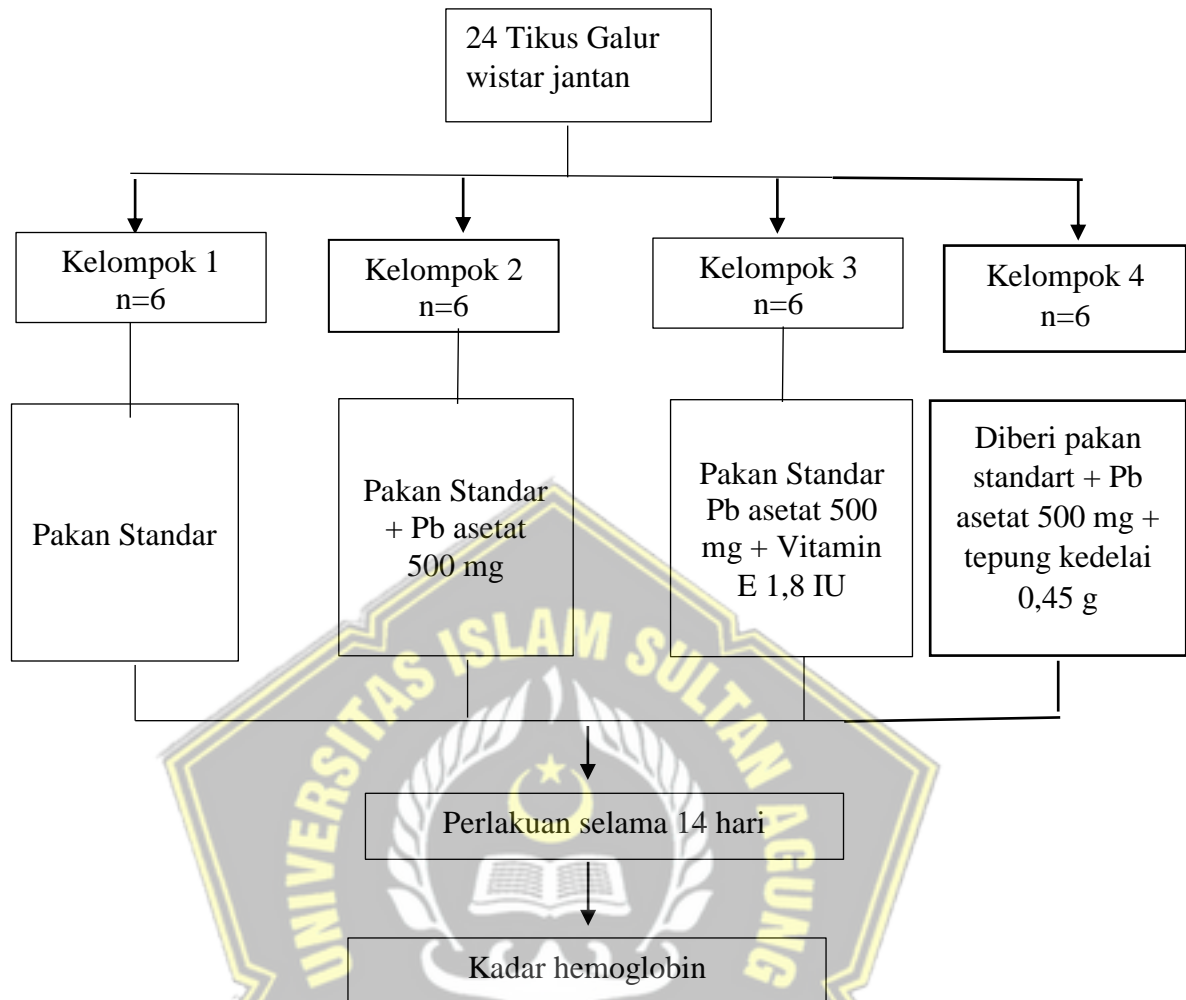 24 Tikus Galur
wistar jantan
Kelompok 1
n=6
Kelompok 2
n=6
Kelompok 3
n=6
Kelompok 4
n=6
Pakan Standar
Pakan Standar
+ Pb asetat
500 mg
Pakan Standar
Pb asetat 500
mg + Vitamin
E 1,8 IU
Diberi pakan
standart + Pb
asetat 500 mg +
tepung kedelai
0,45 g
UNIVERSITAS ISLAM SULTAN AGUNG
Perlakuan selama 14 hari
Kadar hemoglobin